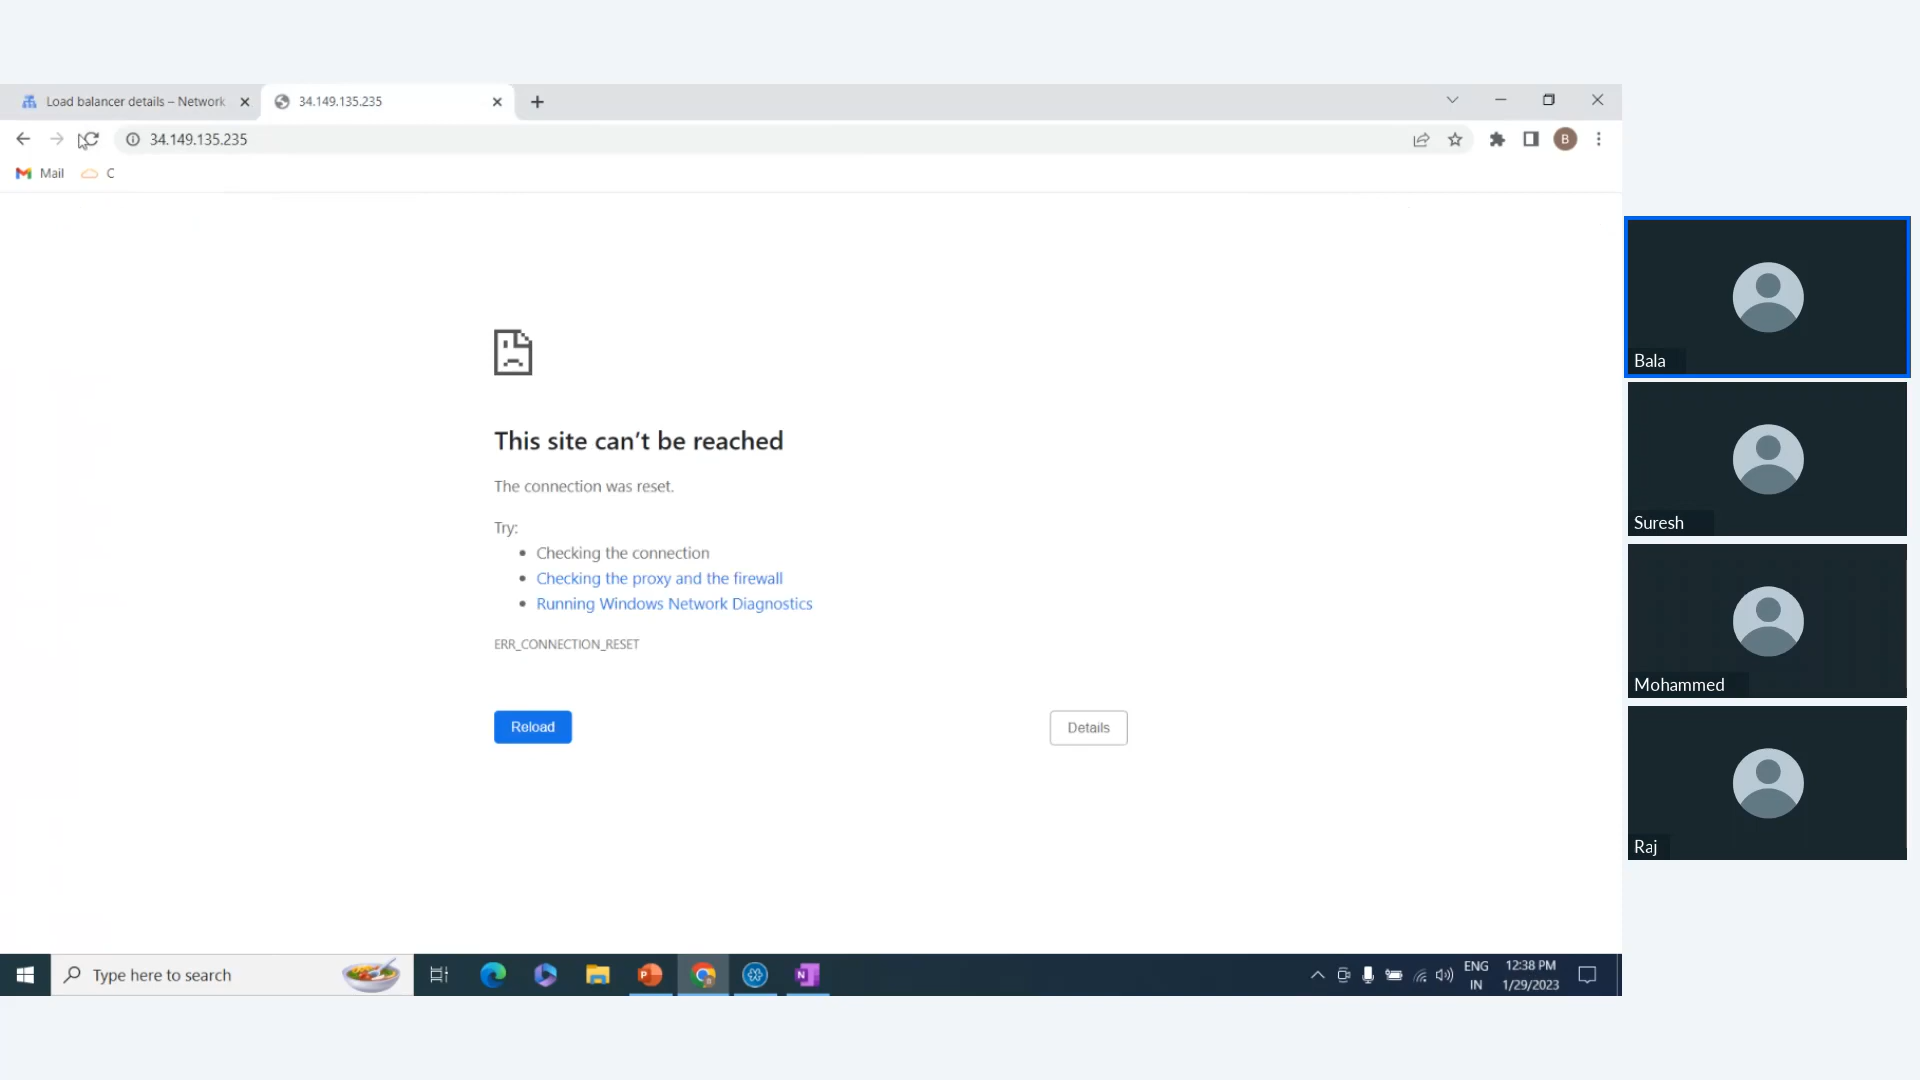 Load balancer details – Network
34.149.135.235
34.149.135.235
B
Mail
C
This site can't be reached
The connection was reset.
Try:
Checking the connection
Checking the proxy and the firewall
Running Windows Network Diagnostics
ERR_CONNECTION_RESET
Reload
Details
Bala
Suresh
Mohammed
Raj
Type here to search
ENG
IN
12:38 PM
1/29/2023